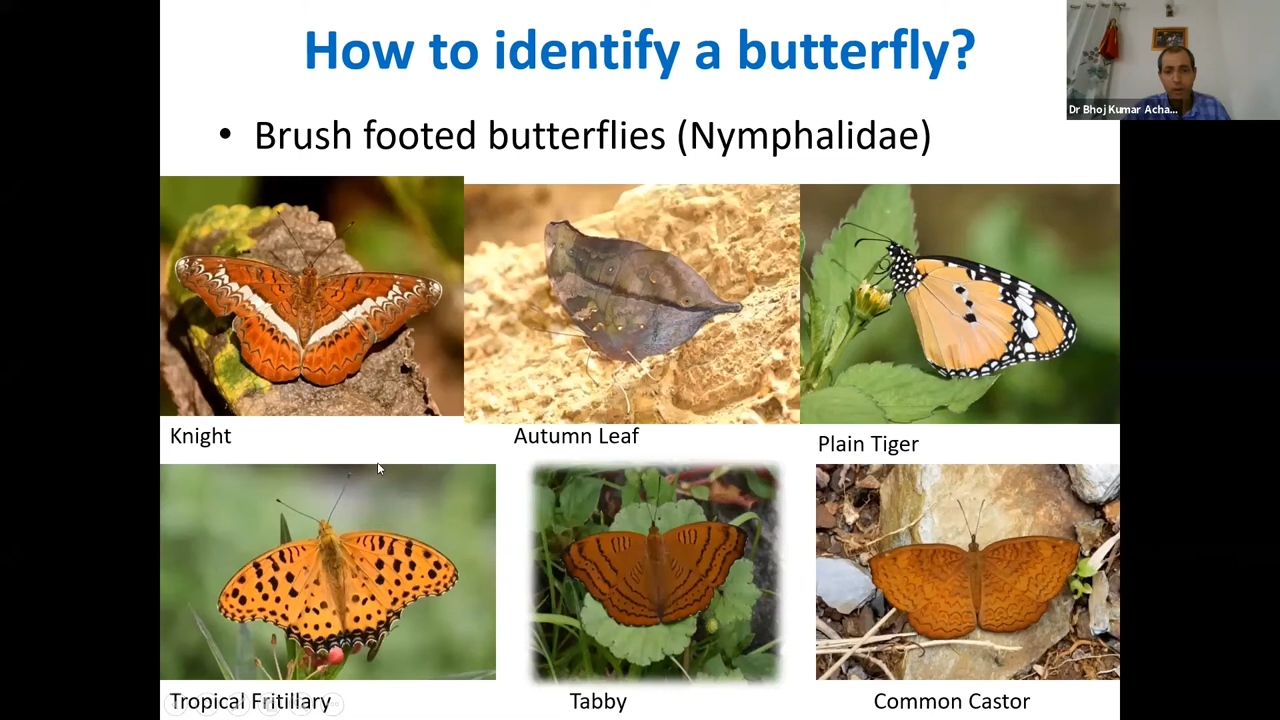 How to identify a butterfly?
Dr Bhoj Kumar Acha...
• Brush footed butterflies (Nymphalidae)
Knight
Autumn Leaf
Plain Tiger
Tropical Fritillary
Tabby
Common Castor